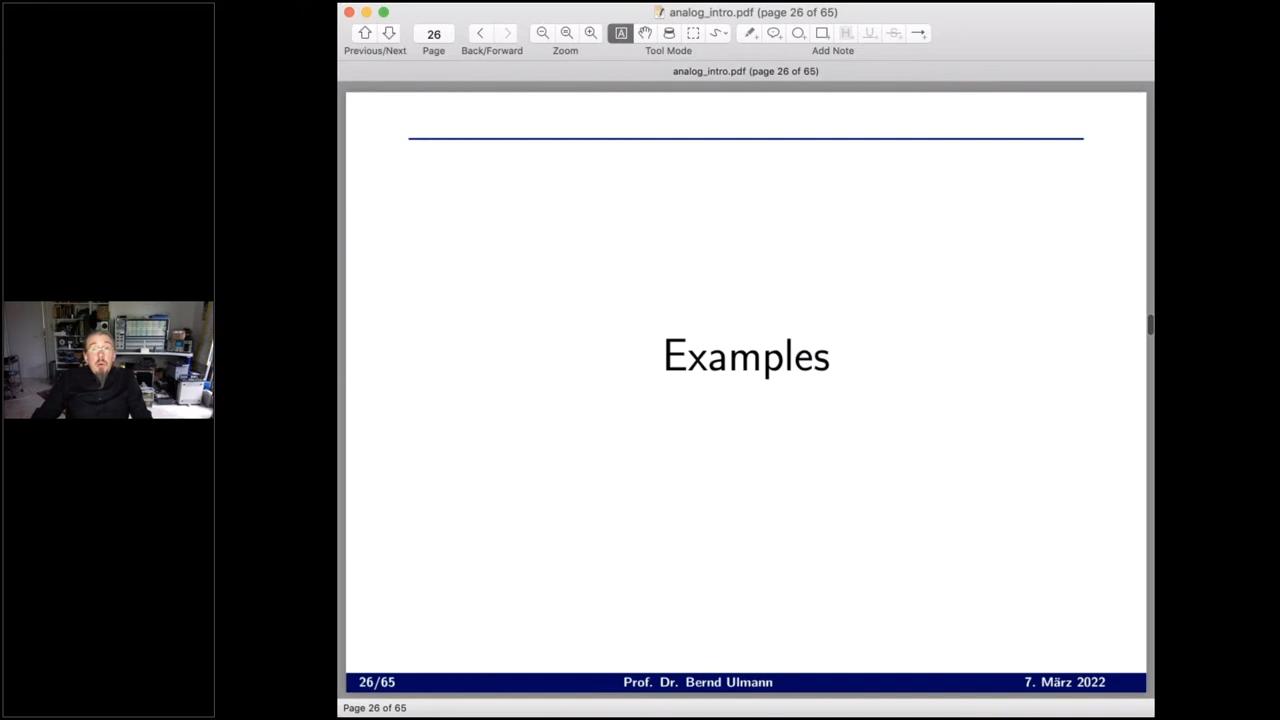 analog_intro.pdf (page 26 of 65)
26
Previous/Next Page Back/Forward Zoom Tool Mode Add Note
analog_intro.pdf (page 26 of 65)
Examples
26/65 Prof. Dr. Bernd Ulmann 7. März 2022
Page 26 of 65